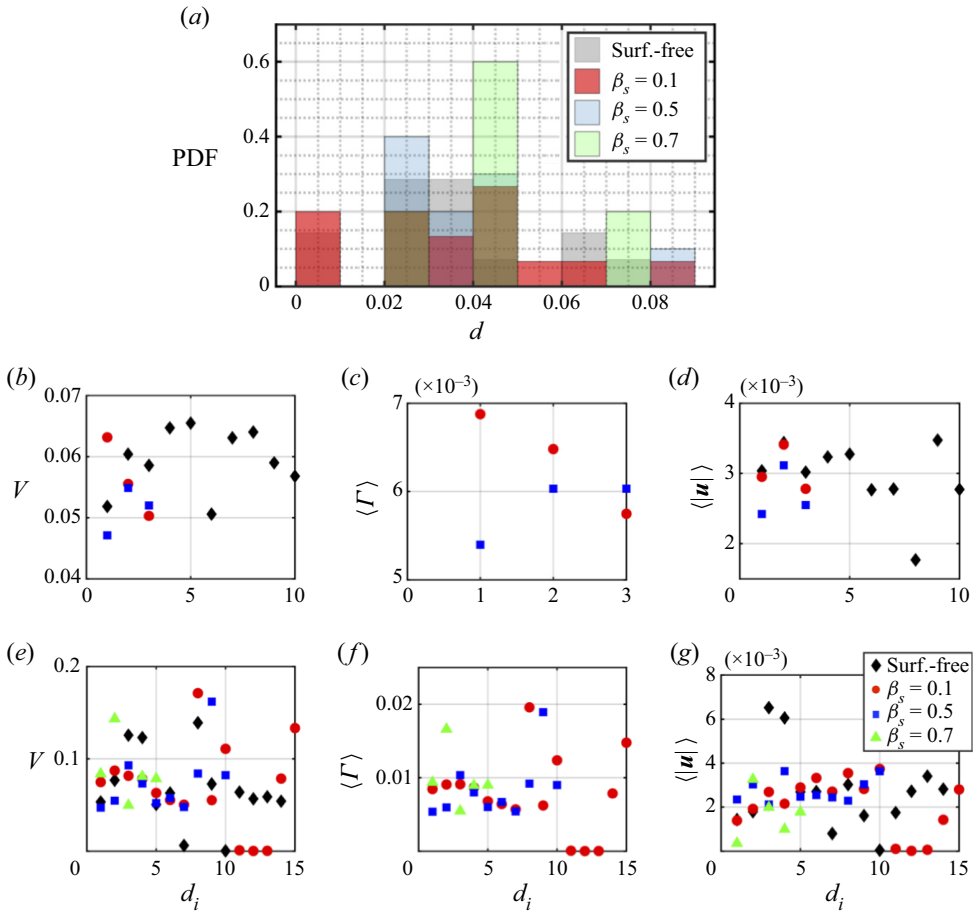 (a)
0.6
0.4
0.2
0
PDF
0 0.02 0.04 0.06 0.08
d
Surf.-free
β_s = 0.1
β_s = 0.5
β_s = 0.7
(b)
0.07
0.06
0.05
0.04
V
0 5 10
(c)
(×10⁻³)
7
6
5
⟨Γ⟩
0 1 2 3
(d)
(×10⁻³)
4
3
2
⟨|u|⟩
0 5 10
(e)
0.2
0.1
0
V
0 5 10 15
d_i
(f)
0.02
0.01
0
⟨Γ⟩
0 5 10 15
d_i
(g)
(×10⁻³)
8
6
4
2
⟨|u|⟩
0 5 10 15
d_i
Surf.-free
β_s = 0.1
β_s = 0.5
β_s = 0.7